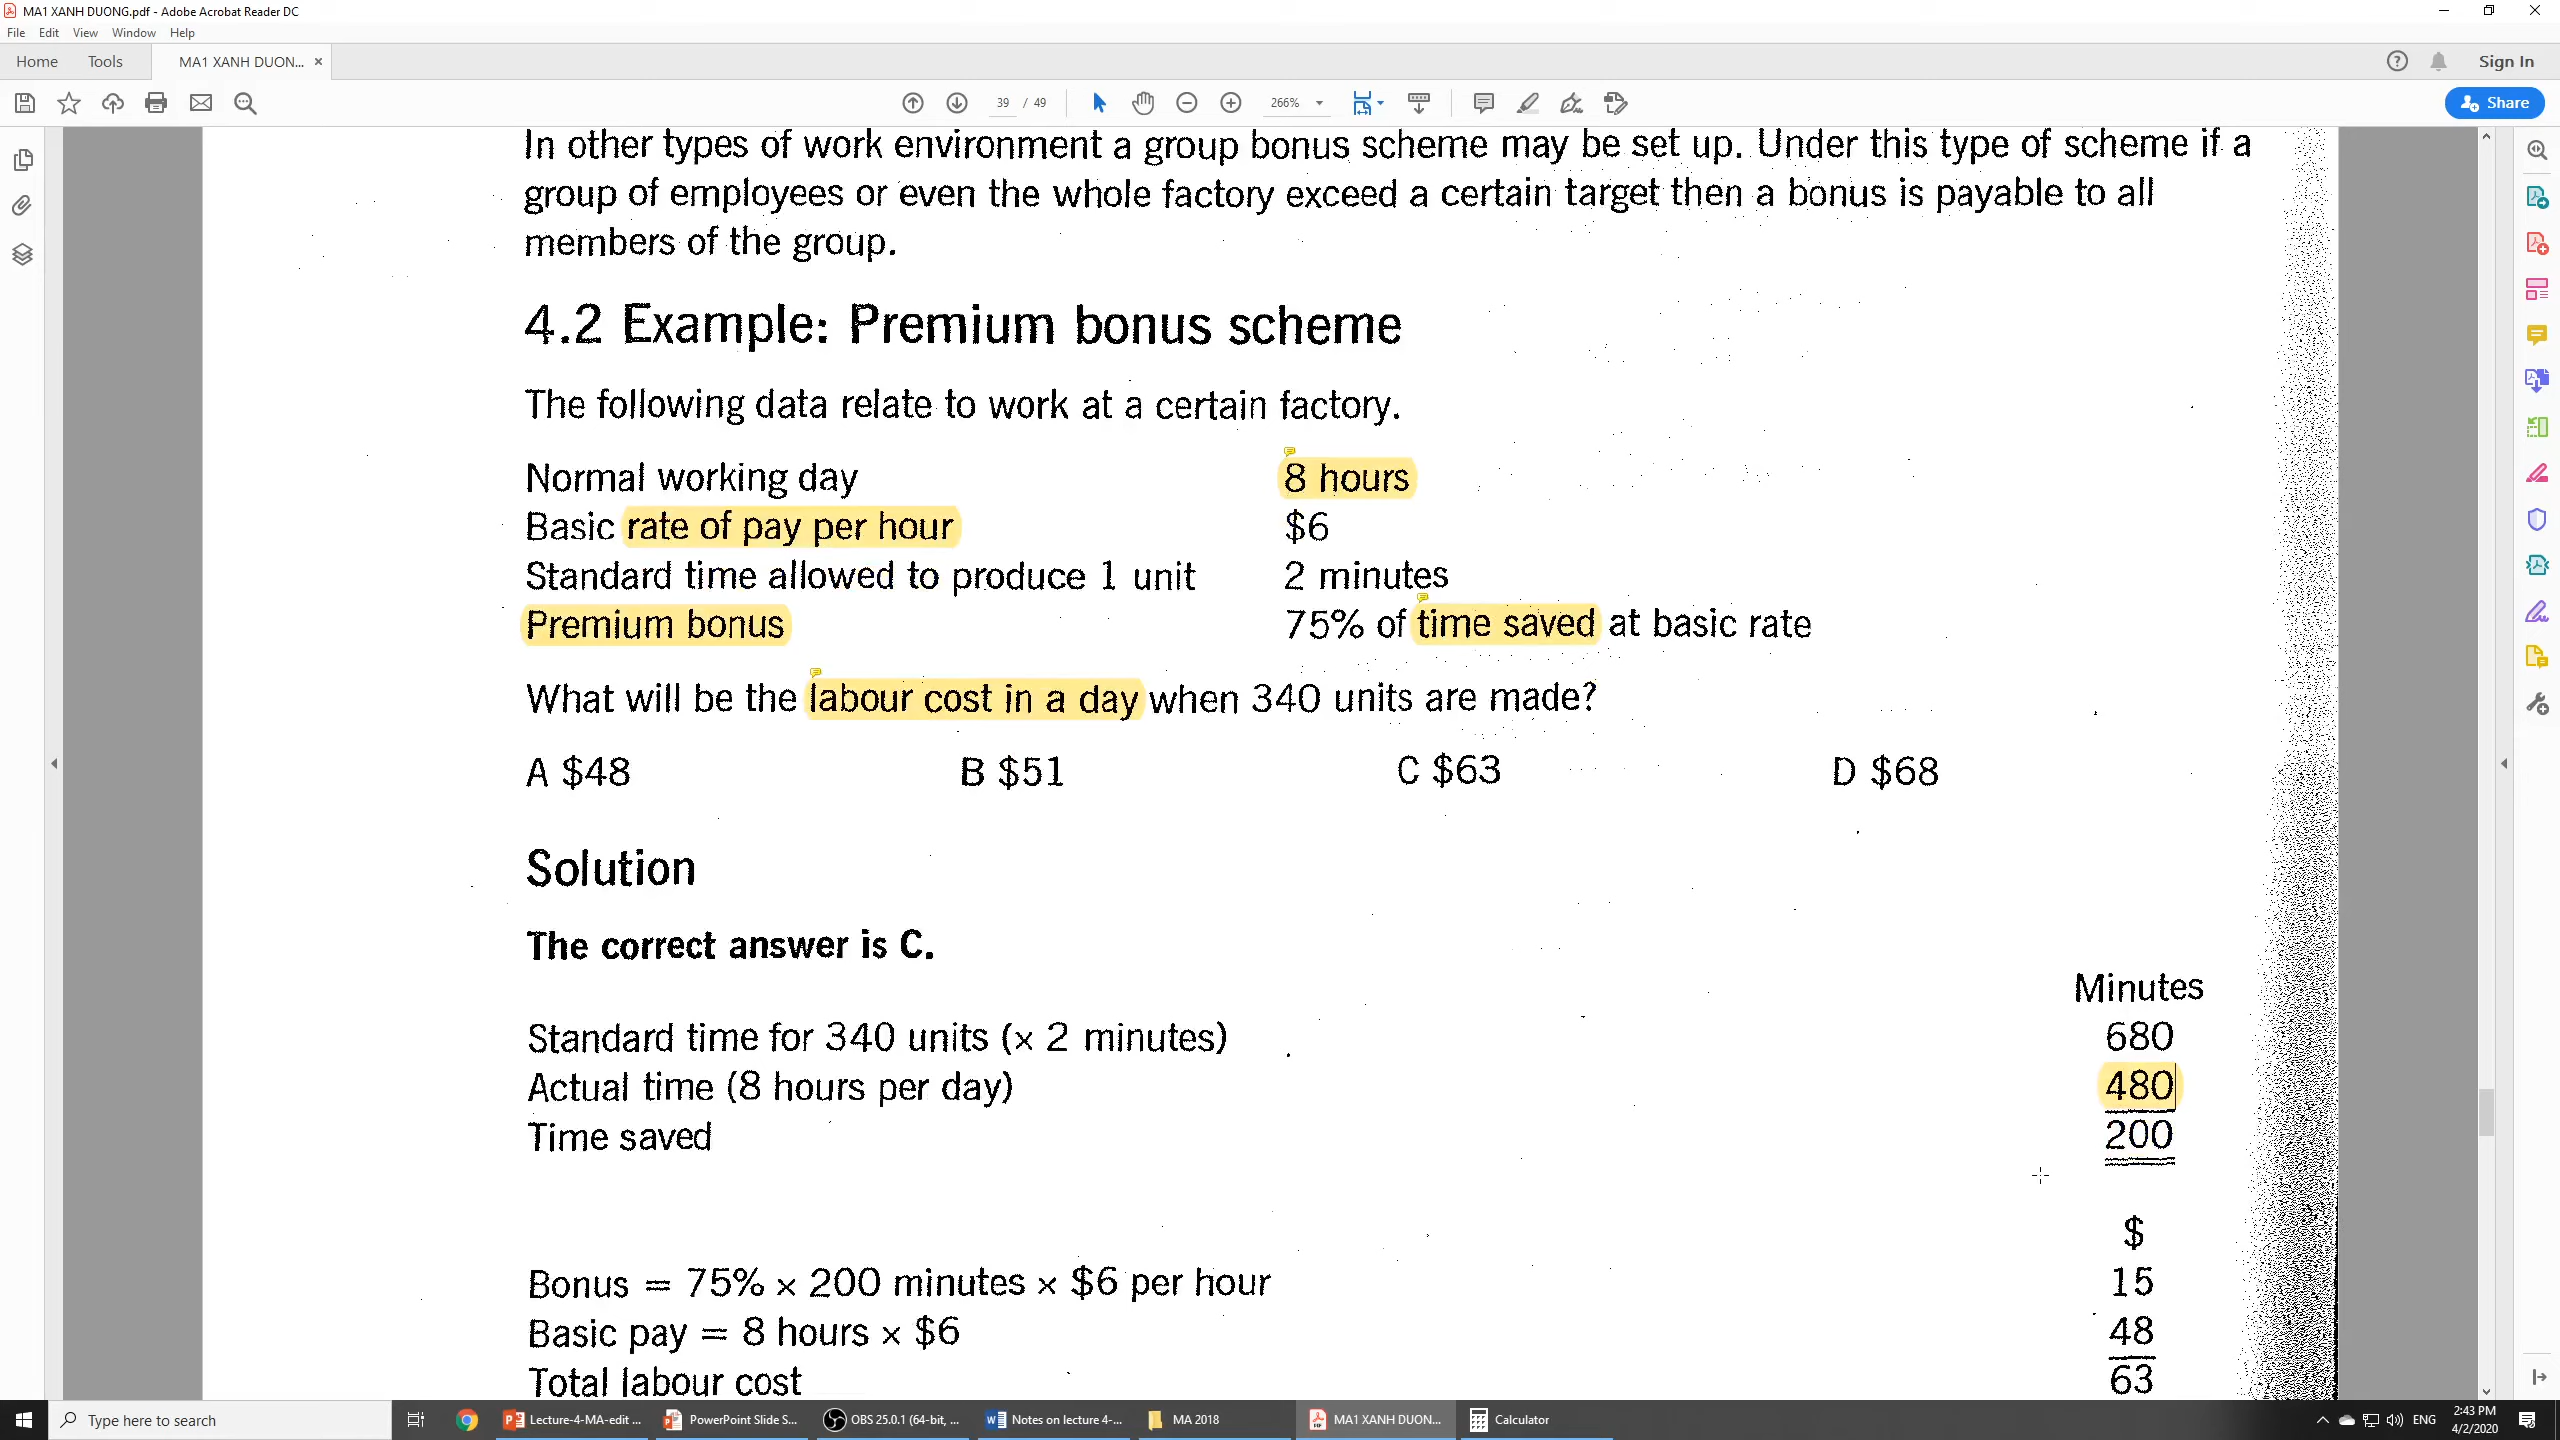 MA1 XANH DUONG.pdf - Adobe Acrobat Reader DC
File Edit View Window Help
Home Tools MA1 XANH DUON... × Sign In
39 / 49 266% Share
In other types of work environment a group bonus scheme may be set up. Under this type of scheme if a
group of employees or even the whole factory exceed a certain target then a bonus is payable to all
members of the group.
4.2 Example: Premium bonus scheme
The following data relate to work at a certain factory.
Normal working day 8 hours
Basic rate of pay per hour $6
Standard time allowed to produce 1 unit 2 minutes
Premium bonus 75% of time saved at basic rate
What will be the labour cost in a day when 340 units are made?
A $48 B $51 C $63 D $68
Solution
The correct answer is C.
Minutes
Standard time for 340 units (× 2 minutes) 680
Actual time (8 hours per day) 480
Time saved 200
$
Bonus = 75% × 200 minutes × $6 per hour 15
Basic pay = 8 hours × $6 48
Total labour cost 63
Type here to search Lecture-4-MA-edit ... PowerPoint Slide S... OBS 25.0.1 (64-bit, ... Notes on lecture 4-... MA 2018 MA1 XANH DUON... Calculator ENG 2:43 PM
4/2/2020